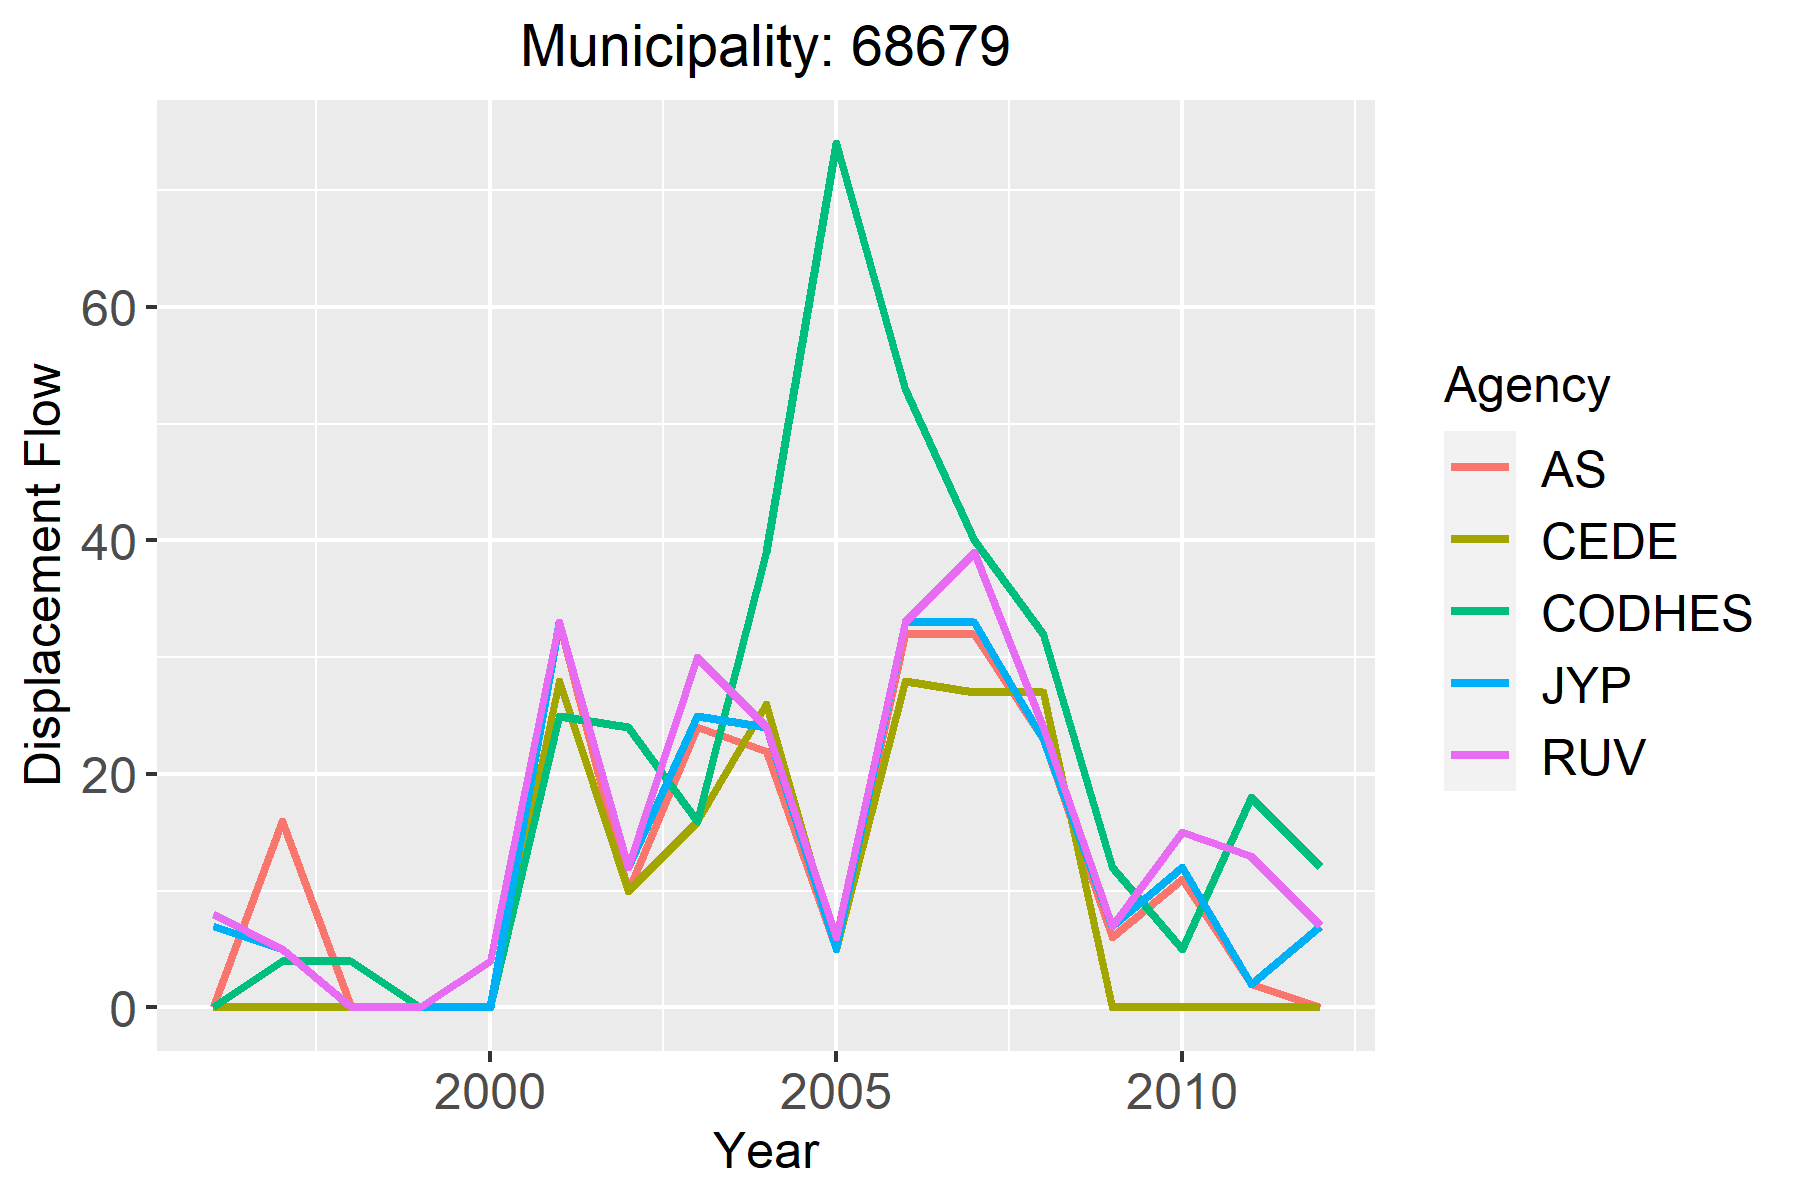 Municipality: 68679
Displacement Flow
60
40
20
0
2000 2005 2010
Year
Agency
AS
CEDE
CODHES
JYP
RUV